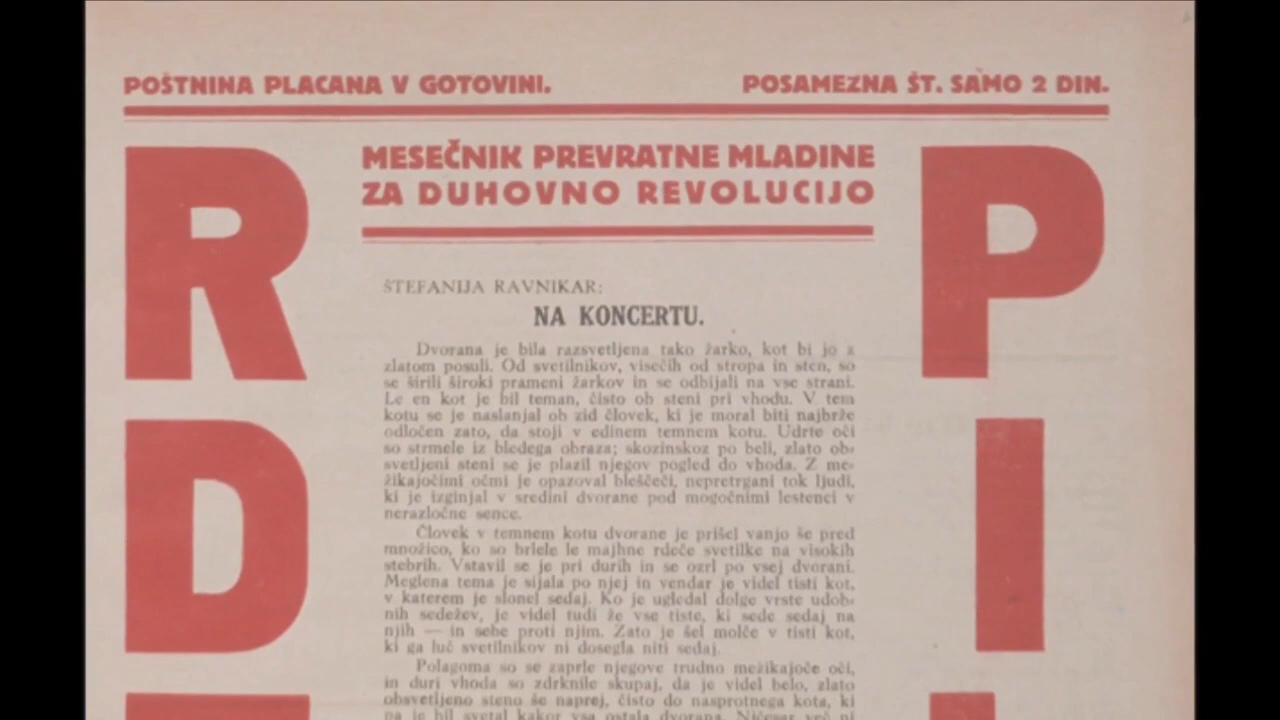 POŠTNINA PLACANA V GOTOVINI. POSAMEZNA ŠT. SAMO 2 DIN.
R
D
MESEČNIK PREVRATNE MLADINE
ZA DUHOVNO REVOLUCIJO
P
I
ŠTEFANIJA RAVNIKAR:
NA KONCERTU.
Dvorana je bila razsvetljena tako žarko, kot bi jo z
zlatom posuli. Od svetilnikov, visečih od stropa in sten, so
se širili široki prameni žarkov in se odbijali na vse strani.
Le en kot je bil teman, čisto ob steni pri vhodu. V tem
kotu se je naslanjal ob zid človek, ki je moral biti najbrže
odločen zato, da stoji v edinem temnem kotu. Udrte oči
so strmele iz bledega obraza; skozinskoz po beli, zlato ob-
svetljeni steni se je plazil njegov pogled do vhoda. Z me-
žikajočimi očmi je opazoval bleščeči, nepretrgani tok ljudi,
ki je izginjal v sredini dvorane pod mogočnimi lestenci v
nerazločne sence.
Človek v temnem kotu dvorane je prišel vanjo še pred
množico, ko so brlele le majhne rdeče svetilke na visokih
stebrih. Vstavil se je pri durih in se ozrl po vsej dvorani.
Meglena tema je sijala po njej in vendar je videl tisti kot,
v katerem je slonel sedaj. Ko je ugledal dolge vrste udob-
nih sedežev, je videl tudi že vse tiste, ki sede sedaj na
njih — in sebe proti njim. Zato je šel molče v tisti kot,
ki ga luč svetilnikov ni dosegla niti sedaj.
Polagoma so se zaprle njegove trudno mežikajoče oči,
in duri vhoda so zdrknile skupaj, da je videl belo, zlato
obsvetljeno steno še naprej, čisto do nasprotnega kota, ki
pa je bil svetal kakor vsa ostala dvorana. Ničesar več ni